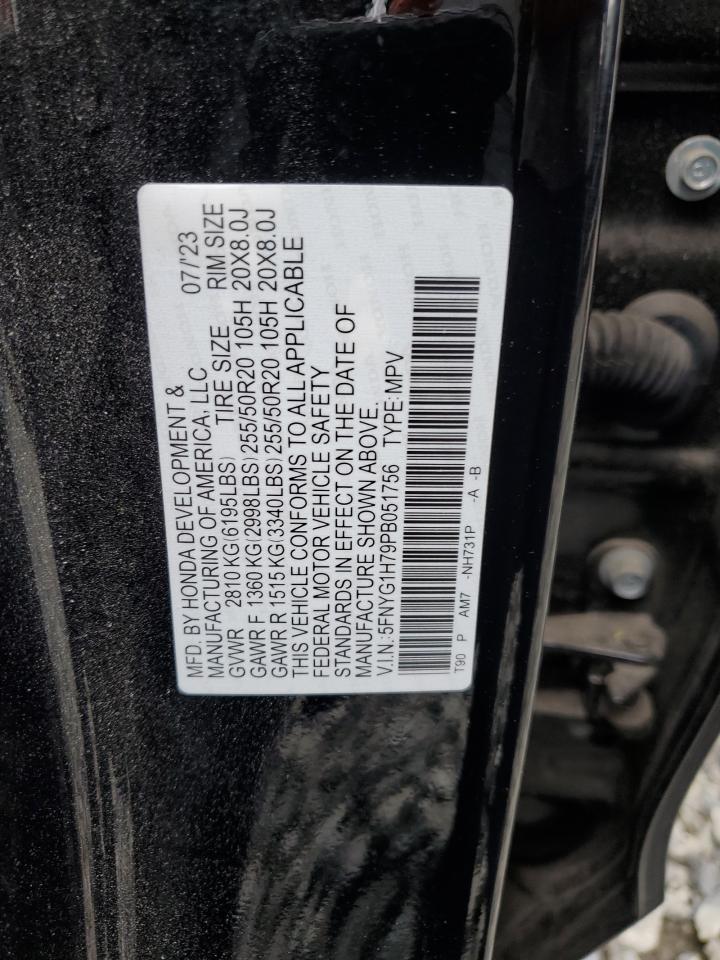 MFD. BY HONDA DEVELOPMENT &
MANUFACTURING OF AMERICA, LLC 07/'23
GVWR 2810 KG(6195LBS) TIRE SIZE RIM SIZE
GAWR F 1360 KG(2998LBS) 255/50R20 105H 20X8.0J
GAWR R 1515 KG(3340LBS) 255/50R20 105H 20X8.0J
THIS VEHICLE CONFORMS TO ALL APPLICABLE
FEDERAL MOTOR VEHICLE SAFETY
STANDARDS IN EFFECT ON THE DATE OF
MANUFACTURE SHOWN ABOVE.
V.I.N.:5FNYG1H79PB051756 TYPE:MPV
T90 P AM7 -NH731P -A -B